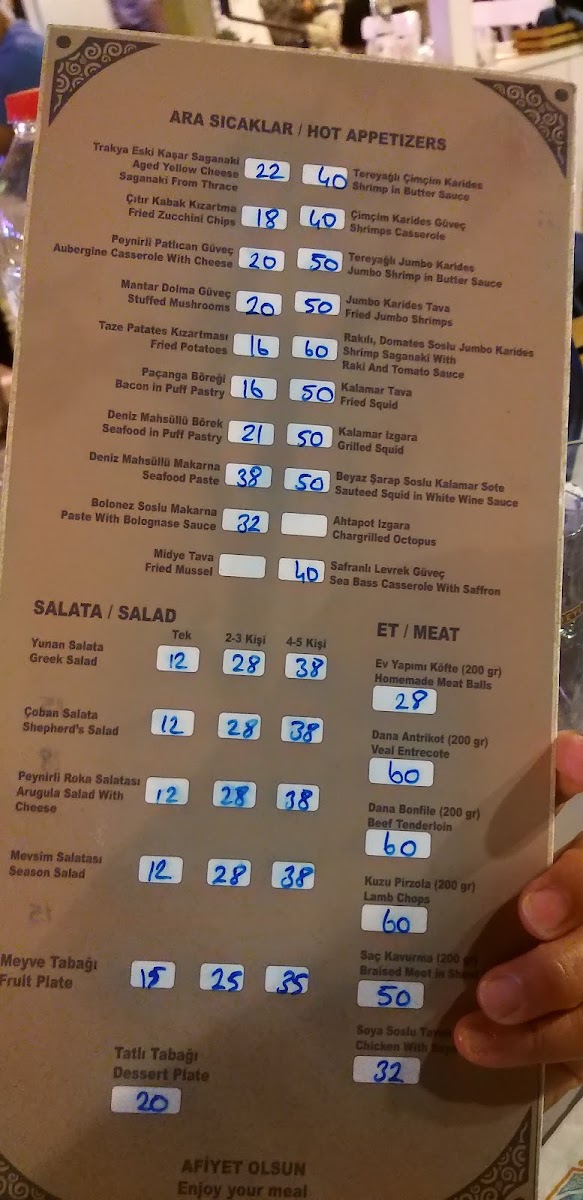 ARA SICAKLAR / HOT APPETIZERS
Trakya Eski Kaşar Saganaki
Aged Yellow Cheese
Saganaki From Thrace
22
Çıtır Kabak Kızartma
Fried Zucchini Chips
18
Peynirli Patlıcan Güveç
Aubergine Casserole With Cheese
20
Mantar Dolma Güveç
Stuffed Mushrooms
20
Taze Patates Kızartması
Fried Potatoes
16
Paçanga Böreği
Bacon in Puff Pastry
16
Deniz Mahsüllü Börek
Seafood in Puff Pastry
21
Deniz Mahsüllü Makarna
Seafood Paste
38
Bolonez Soslu Makarna
Paste With Bolognase Sauce
32
Midye Tava
Fried Mussel
40
Tereyağlı Çimçim Karides
Shrimp in Butter Sauce
40
Çimçim Karides Güveç
Shrimps Casserole
50
Tereyağlı Jumbo Karides
Jumbo Shrimp in Butter Sauce
50
Jumbo Karides Tava
Fried Jumbo Shrimps
60
Rakılı, Domates Soslu Jumbo Karides
Shrimp Saganaki With
Raki And Tomato Sauce
50
Kalamar Tava
Fried Squid
50
Kalamar Izgara
Grilled Squid
50
Beyaz Şarap Soslu Kalamar Sote
Sauteed Squid in White Wine Sauce
Ahtapot Izgara
Chargrilled Octopus
40
Safranlı Levrek Güveç
Sea Bass Casserole With Saffron
SALATA / SALAD
Tek 2-3 Kişi 4-5 Kişi
Yunan Salata
Greek Salad
12 28 38
Çoban Salata
Shepherd's Salad
12 28 38
Peynirli Roka Salatası
Arugula Salad With
Cheese
12 28 38
Mevsim Salatası
Season Salad
12 28 38
Meyve Tabağı
Fruit Plate
15 25 35
Tatlı Tabağı
Dessert Plate
20
ET / MEAT
Ev Yapımı Köfte (200 gr)
Homemade Meat Balls
28
Dana Antrikot (200 gr)
Veal Entrecote
60
Dana Bonfile (200 gr)
Beef Tenderloin
60
Kuzu Pirzola (200 gr)
Lamb Chops
60
Saç Kavurma (200 gr)
Braised Meat in
50
Soya Soslu
Chicken With
32
AFİYET OLSUN
Enjoy your meal